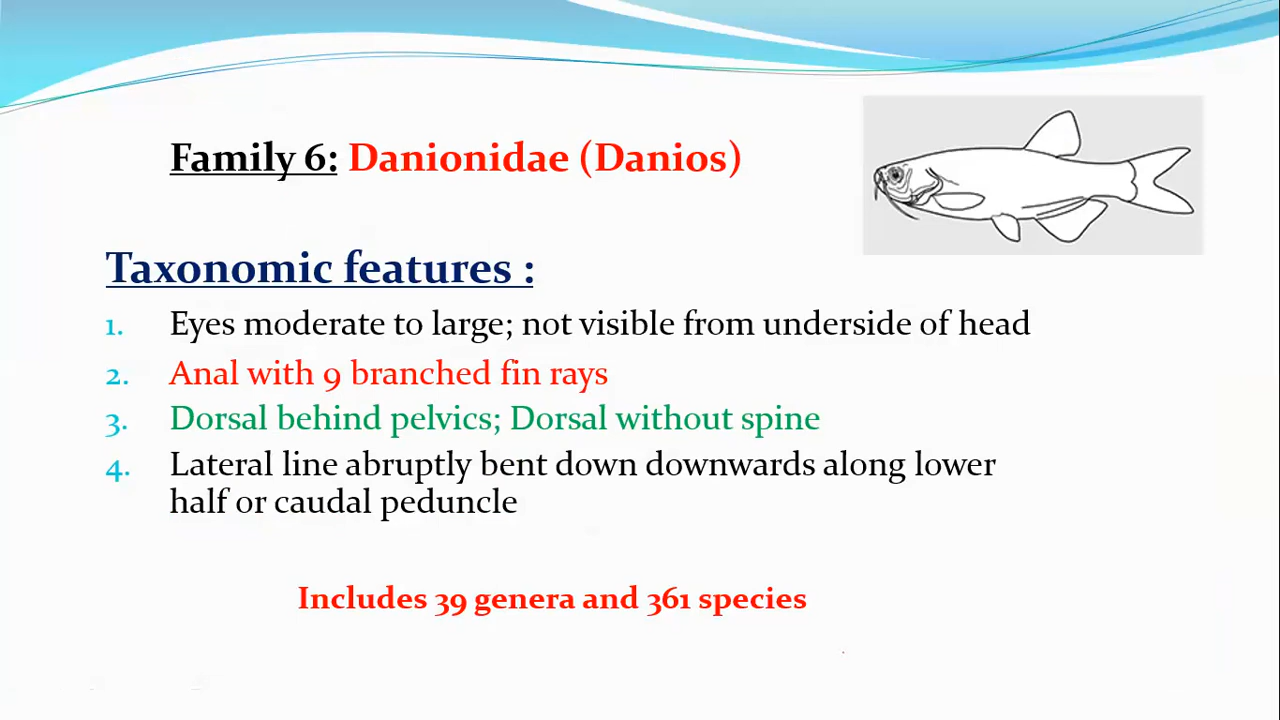 Family 6: Danionidae (Danios)
Taxonomic features :
1. Eyes moderate to large; not visible from underside of head
2. Anal with 9 branched fin rays
3. Dorsal behind pelvics; Dorsal without spine
4. Lateral line abruptly bent down downwards along lower
half or caudal peduncle
Includes 39 genera and 361 species